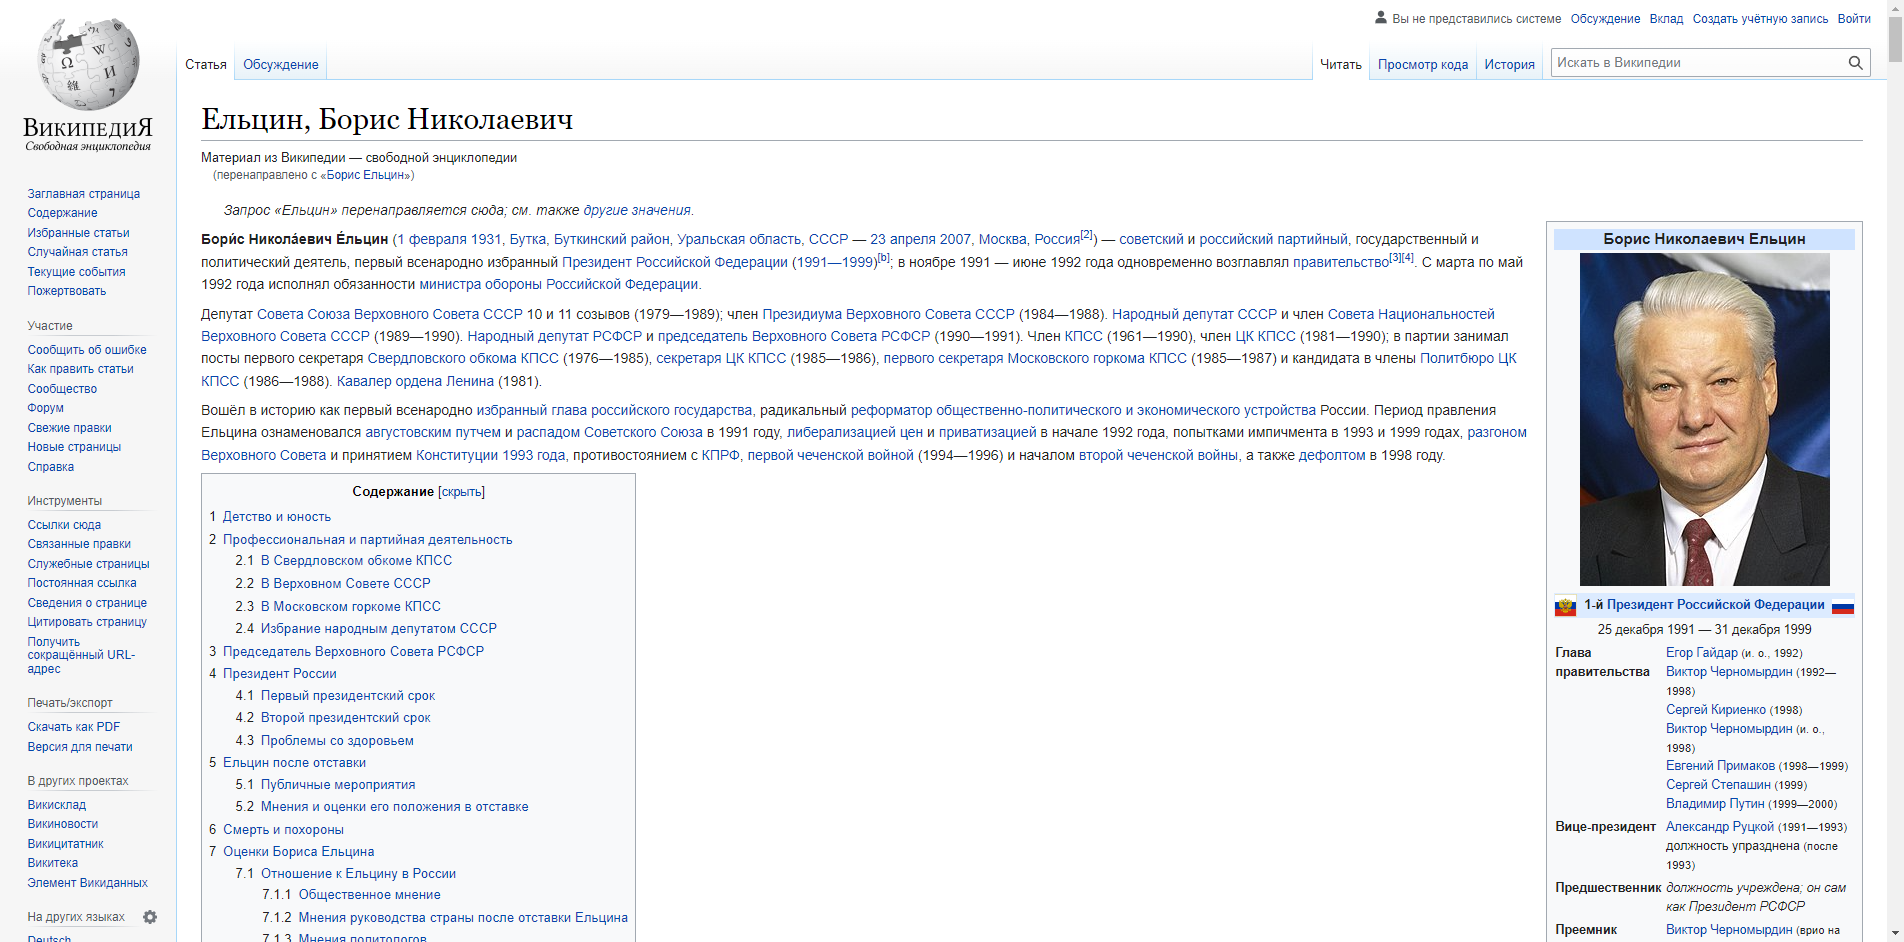 Вы не представились системе Обсуждение Вклад Создать учётную запись Войти
Статья Обсуждение Читать Просмотр кода История Искать в Википедии
ВИКИПЕДИЯ
Свободная энциклопедия
Заглавная страница
Содержание
Избранные статьи
Случайная статья
Текущие события
Пожертвовать
Участие
Сообщить об ошибке
Как править статьи
Сообщество
Форум
Свежие правки
Новые страницы
Справка
Инструменты
Ссылки сюда
Связанные правки
Служебные страницы
Постоянная ссылка
Сведения о странице
Цитировать страницу
Получить
сокращённый URL-
адрес
Печать/экспорт
Скачать как PDF
Версия для печати
В других проектах
Викисклад
Викиновости
Викицитатник
Викитека
Элемент Викиданных
На других языках
Deutsch
Ельцин, Борис Николаевич
Материал из Википедии — свободной энциклопедии
(перенаправлено с «Борис Ельцин»)
Запрос «Ельцин» перенаправляется сюда; см. также другие значения.
Бори́с Никола́евич Е́льцин (1 февраля 1931, Бутка, Буткинский район, Уральская область, СССР — 23 апреля 2007, Москва, Россия[2]) — советский и российский партийный, государственный и
политический деятель, первый всенародно избранный Президент Российской Федерации (1991—1999)[b]; в ноябре 1991 — июне 1992 года одновременно возглавлял правительство[3][4]. С марта по май
1992 года исполнял обязанности министра обороны Российской Федерации.
Депутат Совета Союза Верховного Совета СССР 10 и 11 созывов (1979—1989); член Президиума Верховного Совета СССР (1984—1988). Народный депутат СССР и член Совета Национальностей
Верховного Совета СССР (1989—1990). Народный депутат РСФСР и председатель Верховного Совета РСФСР (1990—1991). Член КПСС (1961—1990), член ЦК КПСС (1981—1990); в партии занимал
посты первого секретаря Свердловского обкома КПСС (1976—1985), секретаря ЦК КПСС (1985—1986), первого секретаря Московского горкома КПСС (1985—1987) и кандидата в члены Политбюро ЦК
КПСС (1986—1988). Кавалер ордена Ленина (1981).
Вошёл в историю как первый всенародно избранный глава российского государства, радикальный реформатор общественно-политического и экономического устройства России. Период правления
Ельцина ознаменовался августовским путчем и распадом Советского Союза в 1991 году, либерализацией цен и приватизацией в начале 1992 года, попытками импичмента в 1993 и 1999 годах, разгоном
Верховного Совета и принятием Конституции 1993 года, противостоянием с КПРФ, первой чеченской войной (1994—1996) и началом второй чеченской войны, а также дефолтом в 1998 году.
Содержание [скрыть]
1 Детство и юность
2 Профессиональная и партийная деятельность
2.1 В Свердловском обкоме КПСС
2.2 В Верховном Совете СССР
2.3 В Московском горкоме КПСС
2.4 Избрание народным депутатом СССР
3 Председатель Верховного Совета РСФСР
4 Президент России
4.1 Первый президентский срок
4.2 Второй президентский срок
4.3 Проблемы со здоровьем
5 Ельцин после отставки
5.1 Публичные мероприятия
5.2 Мнения и оценки его положения в отставке
6 Смерть и похороны
7 Оценки Бориса Ельцина
7.1 Отношение к Ельцину в России
7.1.1 Общественное мнение
7.1.2 Мнения руководства страны после отставки Ельцина
7.1.3 Мнения политологов
Борис Николаевич Ельцин
1-й Президент Российской Федерации
25 декабря 1991 — 31 декабря 1999
Глава Егор Гайдар (и. о., 1992)
правительства Виктор Черномырдин (1992—
1998)
Сергей Кириенко (1998)
Виктор Черномырдин (и. о.,
1998)
Евгений Примаков (1998—1999)
Сергей Степашин (1999)
Владимир Путин (1999—2000)
Вице-президент Александр Руцкой (1991—1993)
должность упразднена (после
1993)
Предшественник должность учреждена; он сам
как Президент РСФСР
Преемник Виктор Черномырдин (врио на